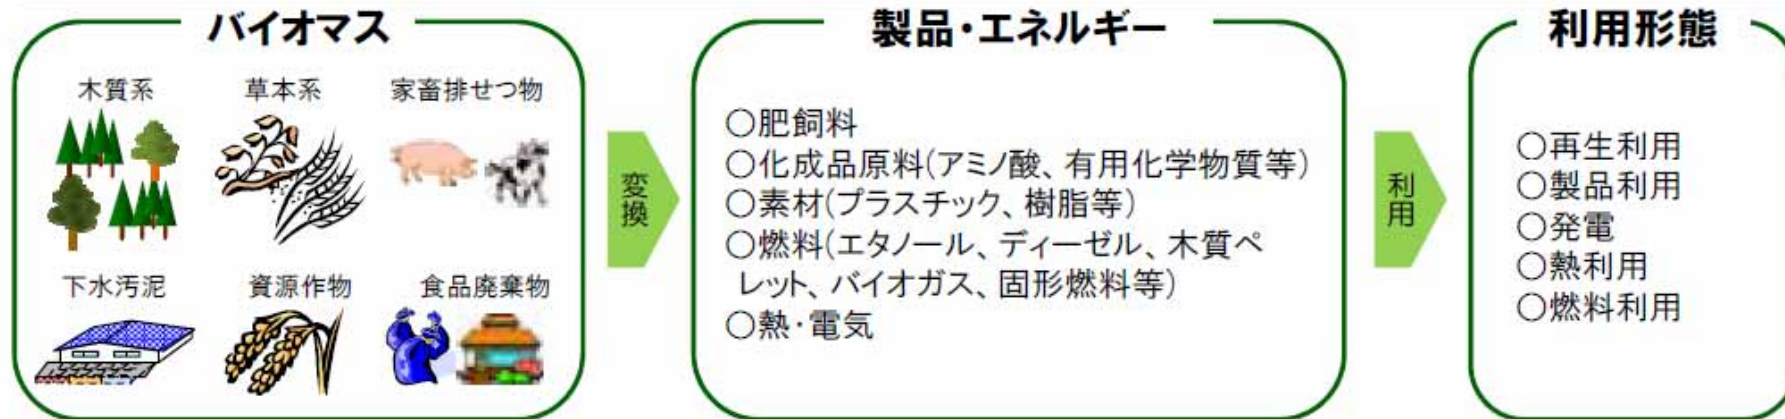 バイオマス
木質系
草本系
家畜排せつ物
下水汚泥
資源作物
食品廃棄物
変換
製品・エネルギー
○肥飼料
○化成品原料(アミノ酸、有用化学物質等)
○素材(プラスチック、樹脂等)
○燃料(エタノール、ディーゼル、木質ペ
レット、バイオガス、固形燃料等)
○熱・電気
利用
利用形態
○再生利用
○製品利用
○発電
○熱利用
○燃料利用